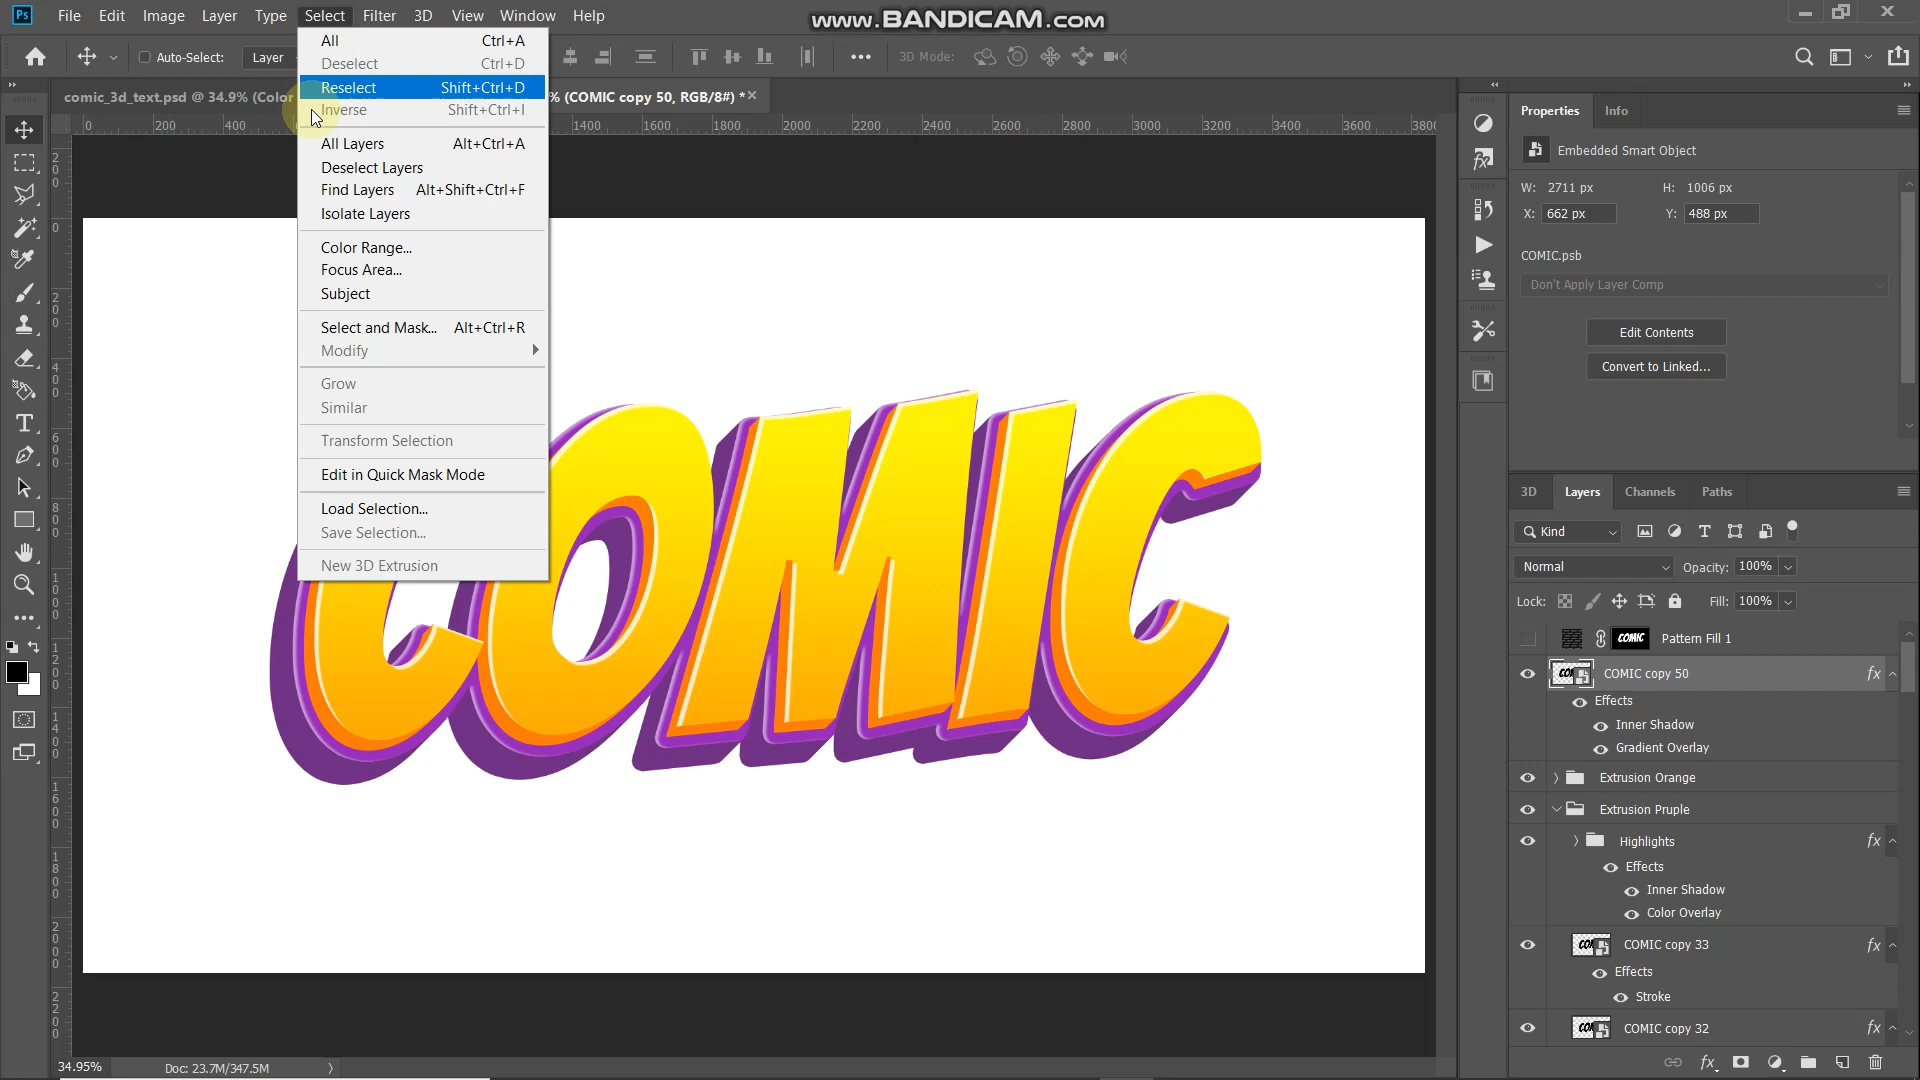 Ps File Edit Image Layer Type Select Filter 3D View Window Help
www.BANDICAM.com
Auto-Select: Layer
3D Mode:
All Ctrl+A
Deselect Ctrl+D
Reselect Shift+Ctrl+D
Inverse Shift+Ctrl+I
All Layers Alt+Ctrl+A
Deselect Layers
Find Layers Alt+Shift+Ctrl+F
Isolate Layers
Color Range...
Focus Area...
Subject
Select and Mask... Alt+Ctrl+R
Modify
Grow
Similar
Transform Selection
Edit in Quick Mask Mode
Load Selection...
Save Selection...
New 3D Extrusion
comic_3d_text.psd @ 34.9% (Color
% (COMIC copy 50, RGB/8#) *
0 200 400 1400 1600 1800 2000 2200 2400 2600 2800 3000 3200 3400 3600 3800
COMIC
34.95% Doc: 23.7M/347.5M
Properties Info
Embedded Smart Object
W: 2711 px H: 1006 px
X: 662 px Y: 488 px
COMIC.psb
Don't Apply Layer Comp
Edit Contents
Convert to Linked...
3D Layers Channels Paths
Kind
Normal Opacity: 100%
Lock: Fill: 100%
COMIC Pattern Fill 1
COMIC copy 50 fx
Effects
Inner Shadow
Gradient Overlay
Extrusion Orange
Extrusion Pruple
Highlights fx
Effects
Inner Shadow
Color Overlay
COMIC copy 33 fx
Effects
Stroke
COMIC copy 32 fx
fx